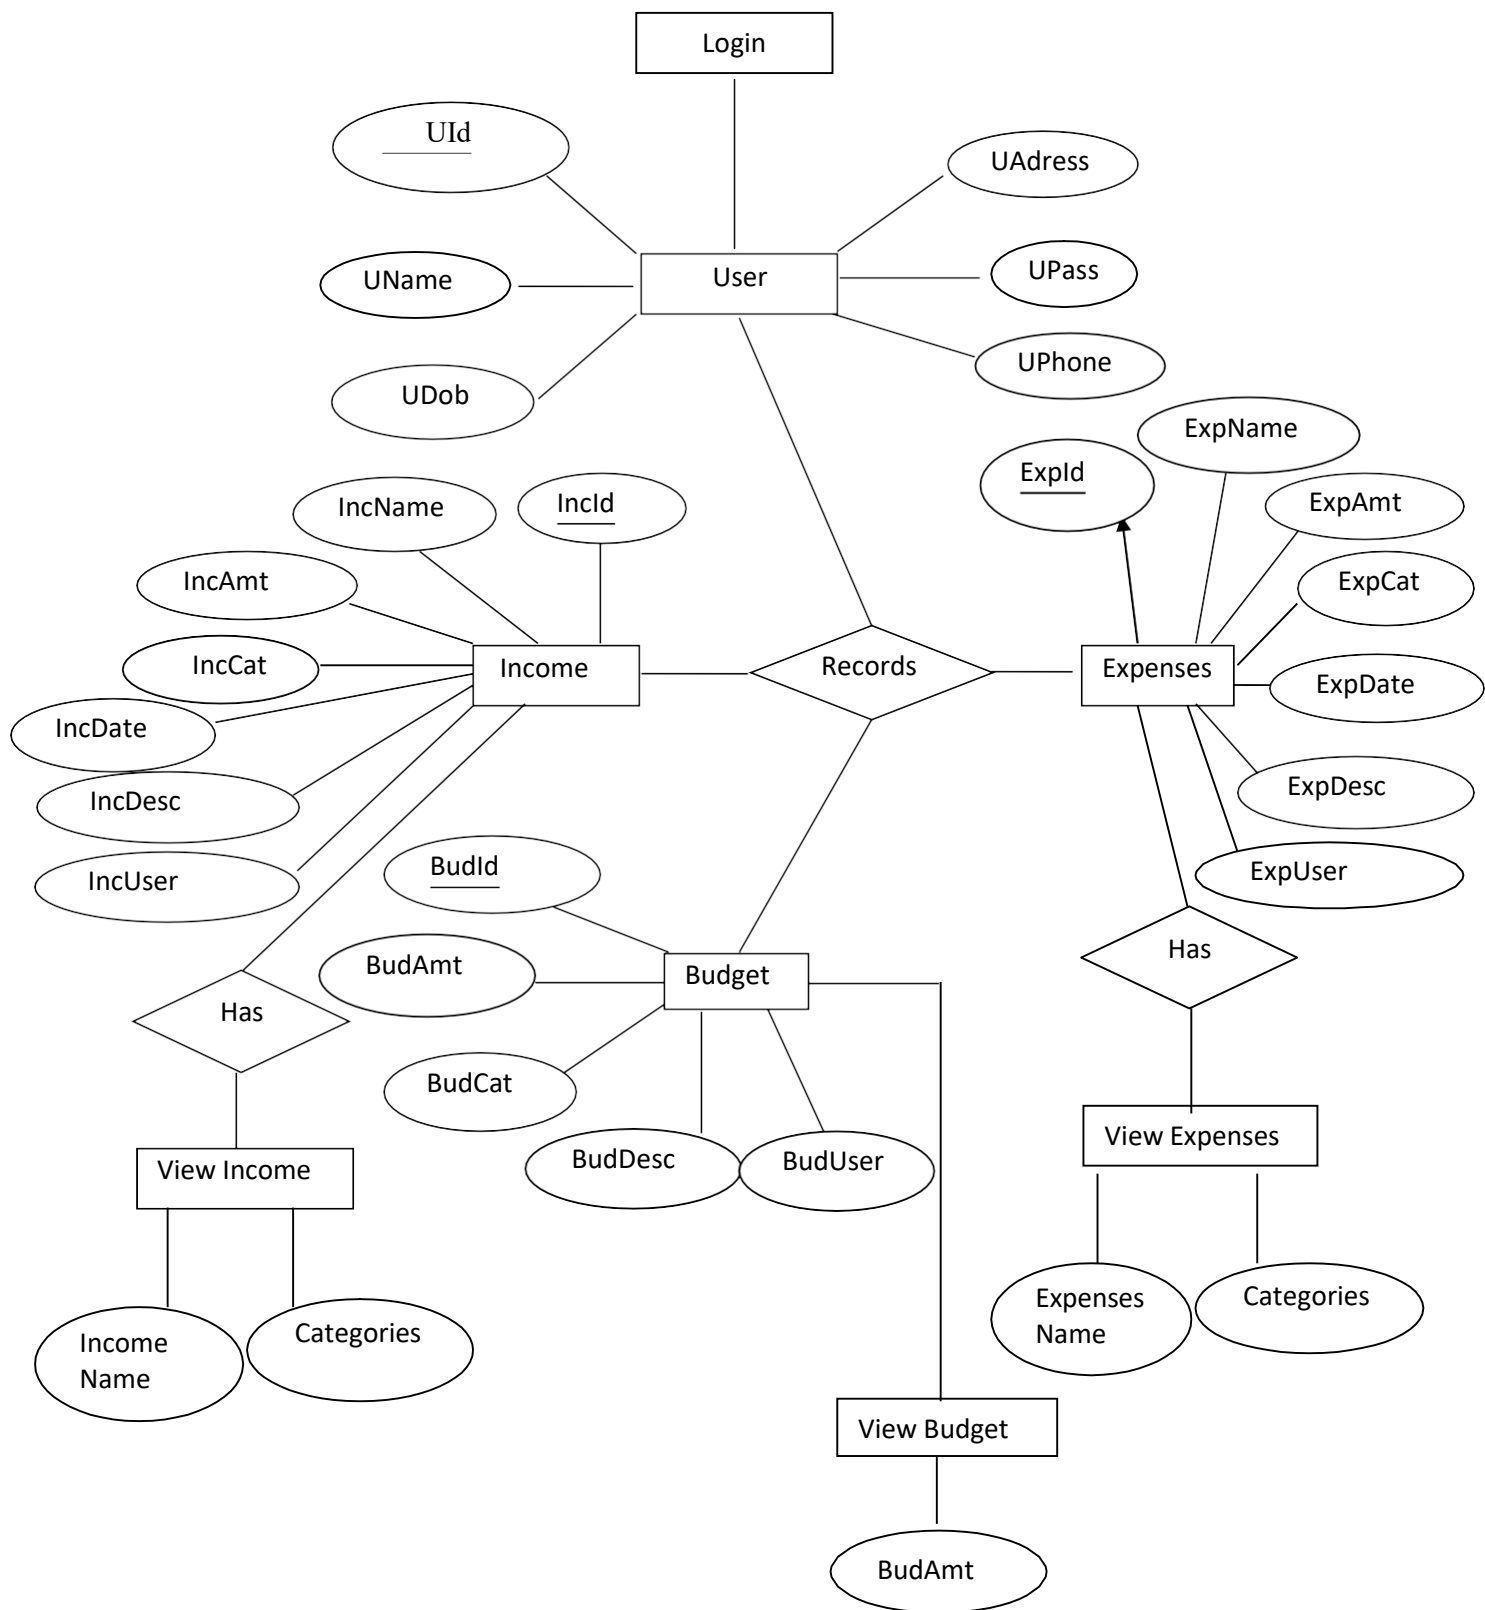 Login
UId
UAdress
UName
User
UPass
UDob
UPhone
ExpName
ExpId
IncName
IncId
ExpAmt
IncAmt
ExpCat
IncCat
Income
Records
Expenses
ExpDate
IncDate
IncDesc
ExpDesc
IncUser
BudId
ExpUser
Has
BudAmt
Budget
Has
BudCat
View Expenses
View Income
BudDesc
BudUser
Expenses
Name
Categories
Income
Name
Categories
View Budget
BudAmt